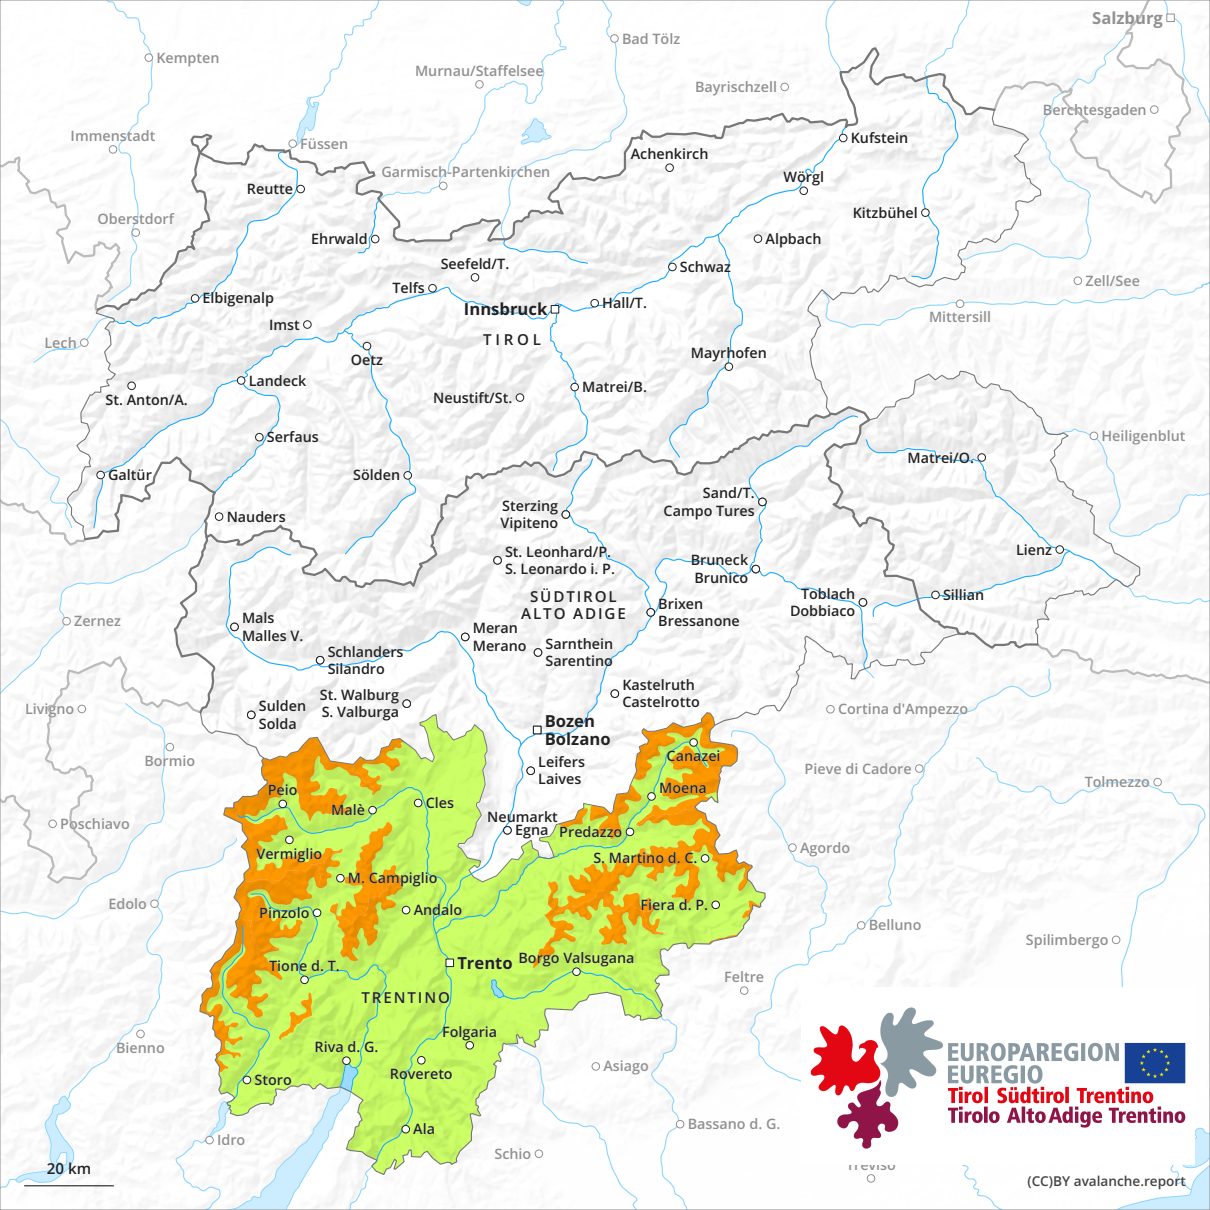 Salzburg
Bad Tölz
Kempten
Murnau/Staffelsee
Bayrischzell
Berchtesgaden
Immenstadt
Füssen
Kufstein
Achenkirch
Garmisch-Partenkirchen
Wörgl
Reutte
Kitzbühel
Oberstdorf
Ehrwald
Alpbach
Seefeld/T.
Schwaz
Zell/See
Telfs
Elbigenalp
Hall/T.
Innsbruck
Mittersill
Imst
TIROL
Lech
Oetz
Mayrhofen
Landeck
Matrei/B.
St. Anton/A.
Neustift/St.
Serfaus
Heiligenblut
Matrei/O.
Galtür
Sölden
Sand/T.
Campo Tures
Sterzing
Vipiteno
Nauders
St. Leonhard/P.
S. Leonardo i. P.
Lienz
Bruneck
Brunico
SÜDTIROL
ALTO ADIGE
Toblach
Dobbiaco
Sillian
Brixen
Bressanone
Zernez
Mals
Malles V.
Meran
Merano
Sarnthein
Sarentino
Schlanders
Silandro
Kastelruth
Castelrotto
St. Walburg
S. Valburga
Sulden
Solda
Livigno
Cortina d'Ampezzo
Bozen
Bolzano
Bormio
Canazei
Leifers
Laives
Pieve di Cadore
Tolmezzo
Peio
Moena
Malè
Cles
Neumarkt
Egna
Poschiavo
Predazzo
Vermiglio
S. Martino d. C.
Agordo
M. Campiglio
Edolo
Pinzolo
Andalo
Fiera d. P.
Belluno
Spilimbergo
Trento
Borgo Valsugana
Tione d. T.
Feltre
TRENTINO
Folgaria
Bienno
Riva d. G.
Rovereto
Asiago
Storo
EUROPAREGION
EUREGIO
Tirol Südtirol Trentino
Tirolo Alto Adige Trentino
Ala
Bassano d. G.
Idro
Schio
Treviso
20 km
(CC)BY avalanche.report